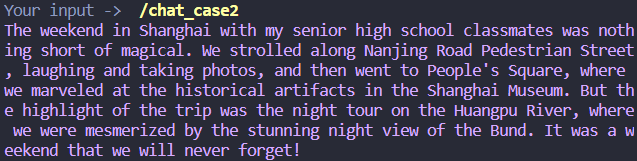 Your input ->  /chat_case2
The weekend in Shanghai with my senior high school classmates was noth
ing short of magical. We strolled along Nanjing Road Pedestrian Street
, laughing and taking photos, and then went to People's Square, where
we marveled at the historical artifacts in the Shanghai Museum. But th
e highlight of the trip was the night tour on the Huangpu River, where
 we were mesmerized by the stunning night view of the Bund. It was a w
eekend that we will never forget!